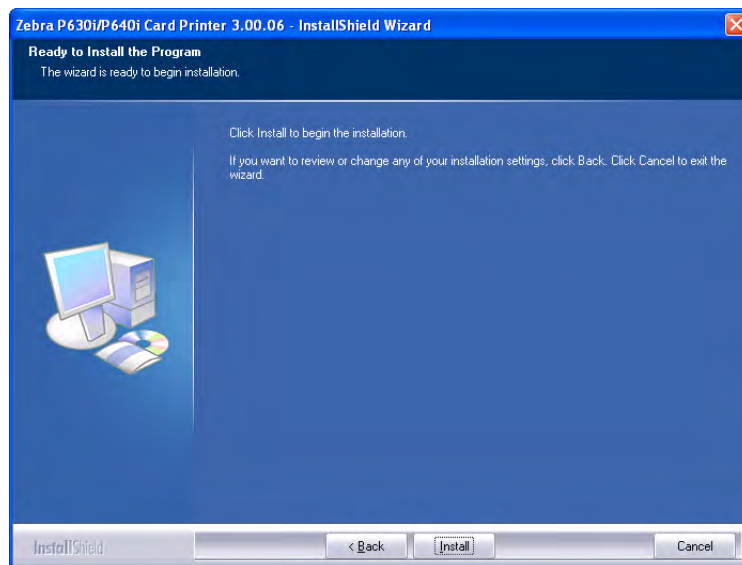 Zebra P630i/P640i Card Printer 3.00.06 - InstallShield Wizard
Ready to Install the Program
The wizard is ready to begin installation.
Click Install to begin the installation.
If you want to review or change any of your installation settings, click Back. Click Cancel to exit the
wizard.
InstallShield
< Back
Install
Cancel